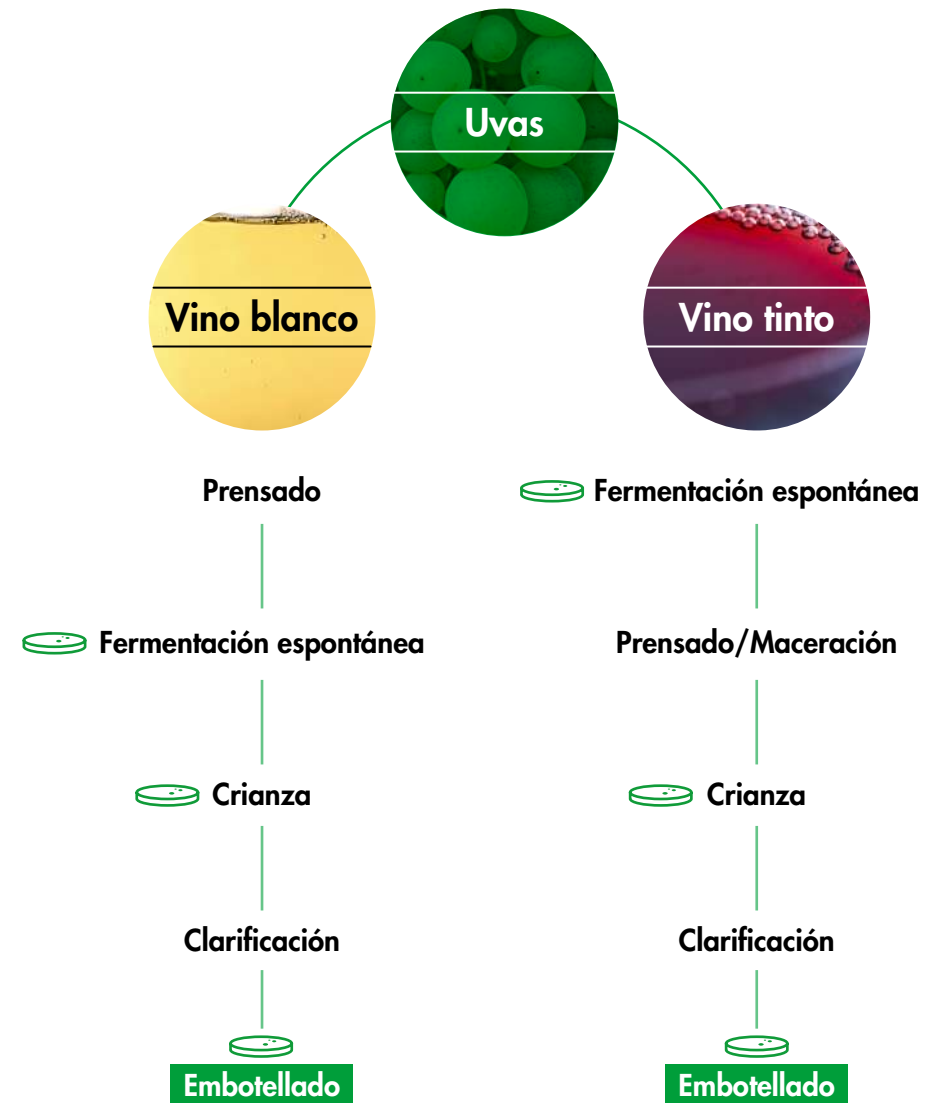 Uvas
Vino blanco
Vino tinto
Prensado
Fermentación espontánea
Fermentación espontánea
Prensado/Maceración
Crianza
Crianza
Clarificación
Clarificación
Embotellado
Embotellado